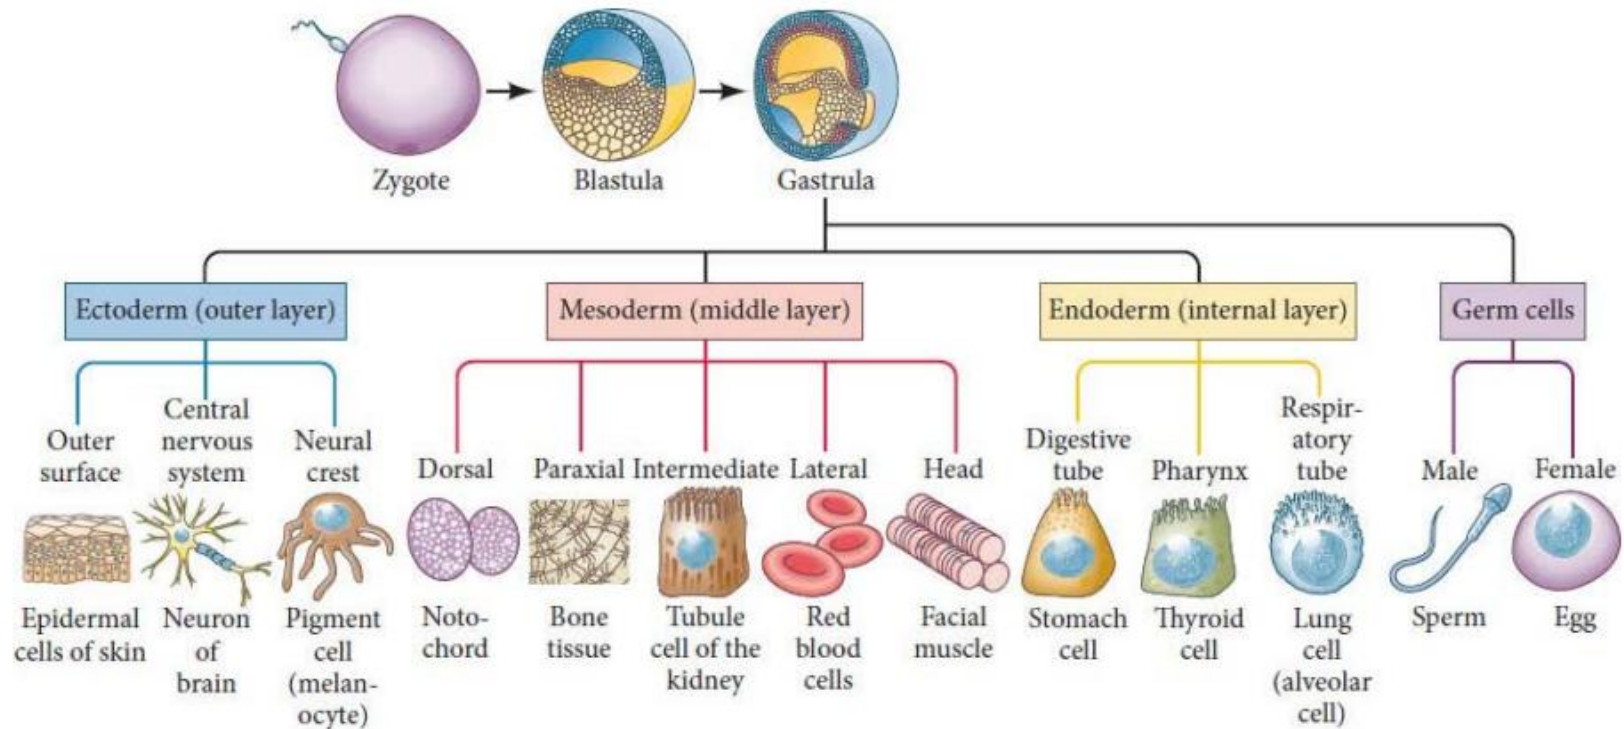 Zygote
Blastula
Gastrula
Ectoderm (outer layer)
Mesoderm (middle layer)
Endoderm (internal layer)
Germ cells
Outer
surface
Central
nervous
system
Neural
crest
Dorsal
Paraxial
Intermediate
Lateral
Head
Digestive
tube
Pharynx
Respir-
atory
tube
Male
Female
Epidermal
cells of skin
Neuron
of
brain
Pigment
cell
(melan-
ocyte)
Noto-
chord
Bone
tissue
Tubule
cell of the
kidney
Red
blood
cells
Facial
muscle
Stomach
cell
Thyroid
cell
Lung
cell
(alveolar
cell)
Sperm
Egg